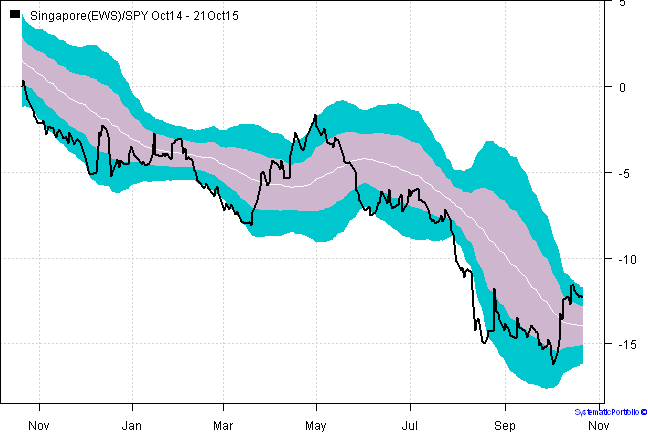 Singapore(EWS)/SPY Oct14 - 21Oct15
5
0
-5
-10
-15
Nov Jan Mar May Jul Sep Nov
SystematicPortfolio ©